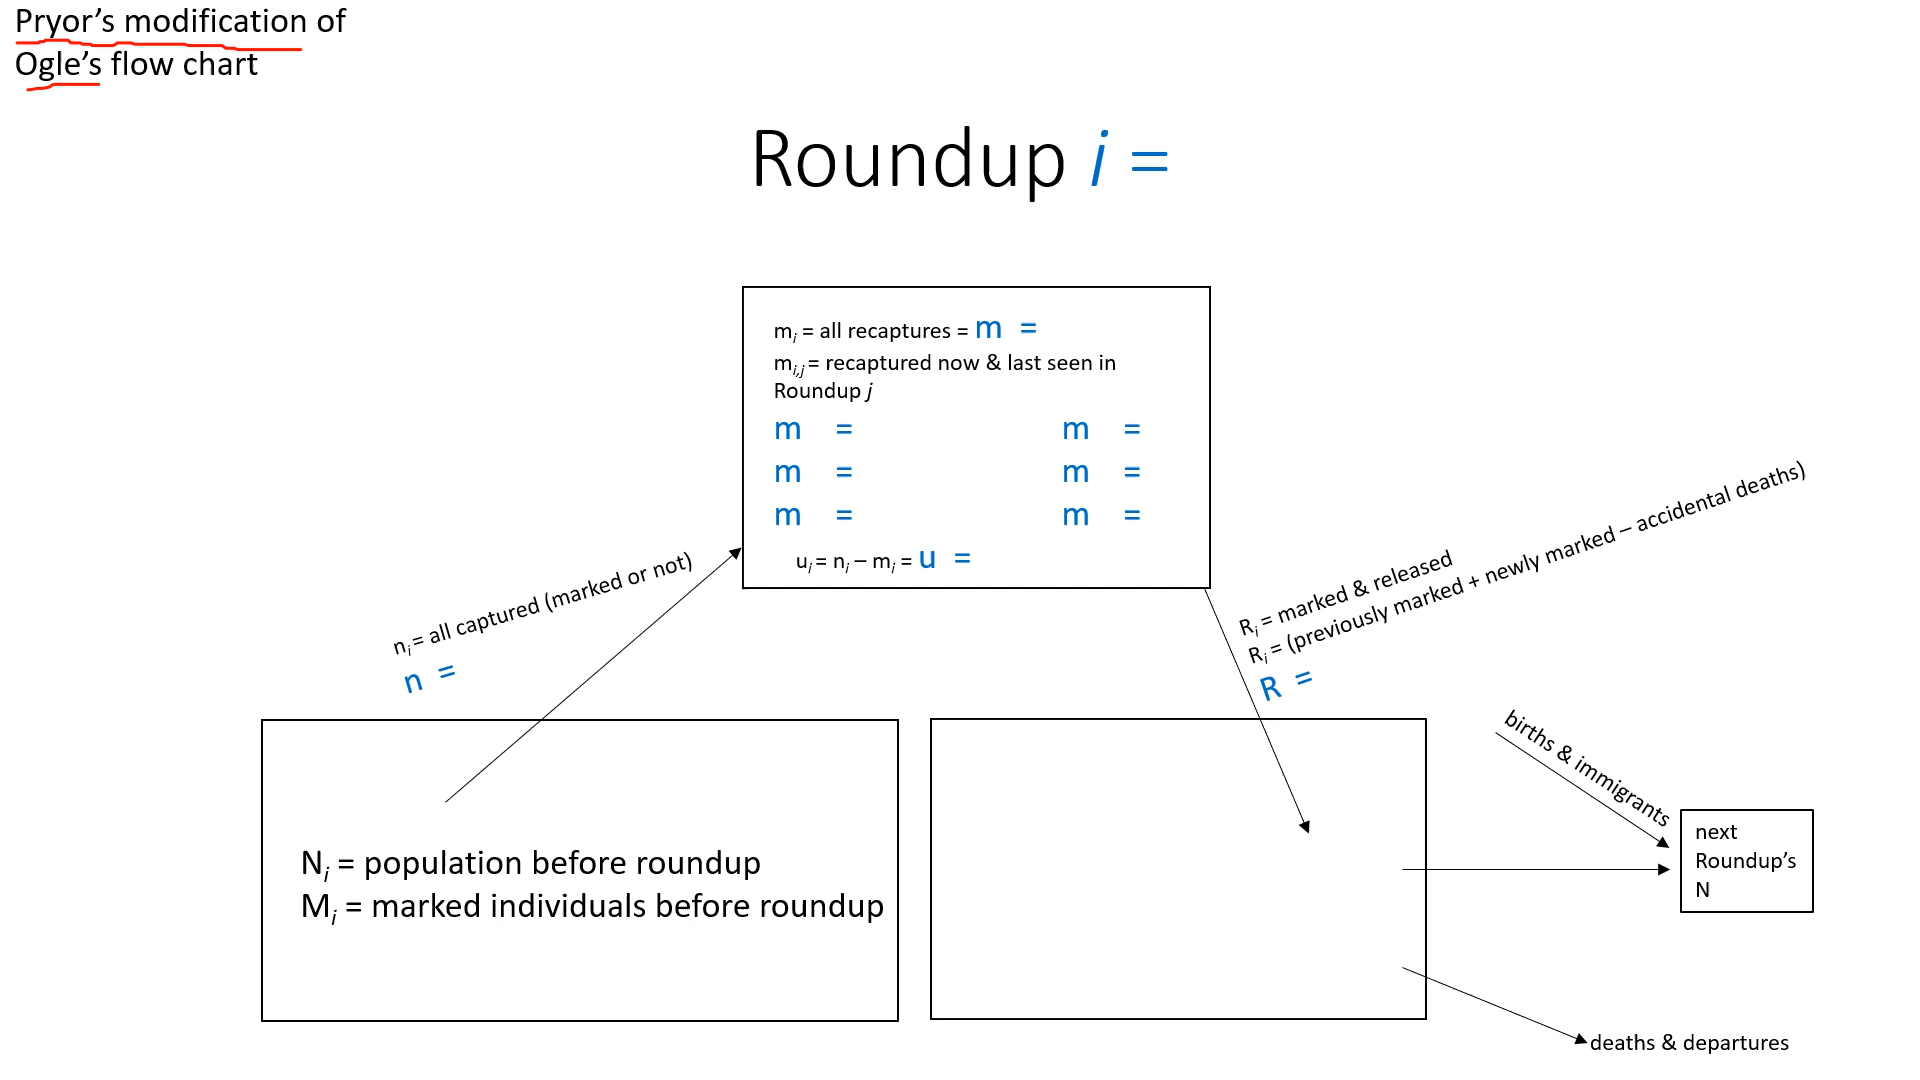 Pryor’s modification of
Ogle’s flow chart
Roundup i =
mi = all recaptures = m =
mi,j = recaptured now & last seen in
Roundup j
m = m =
m = m =
m = m =
ui = ni – mi = u =
ni = all captured (marked or not)
n =
Ri = marked & released
Ri = (previously marked + newly marked – accidental deaths)
R =
Ni = population before roundup
Mi = marked individuals before roundup
births & immigrants
next
Roundup’s
N
deaths & departures